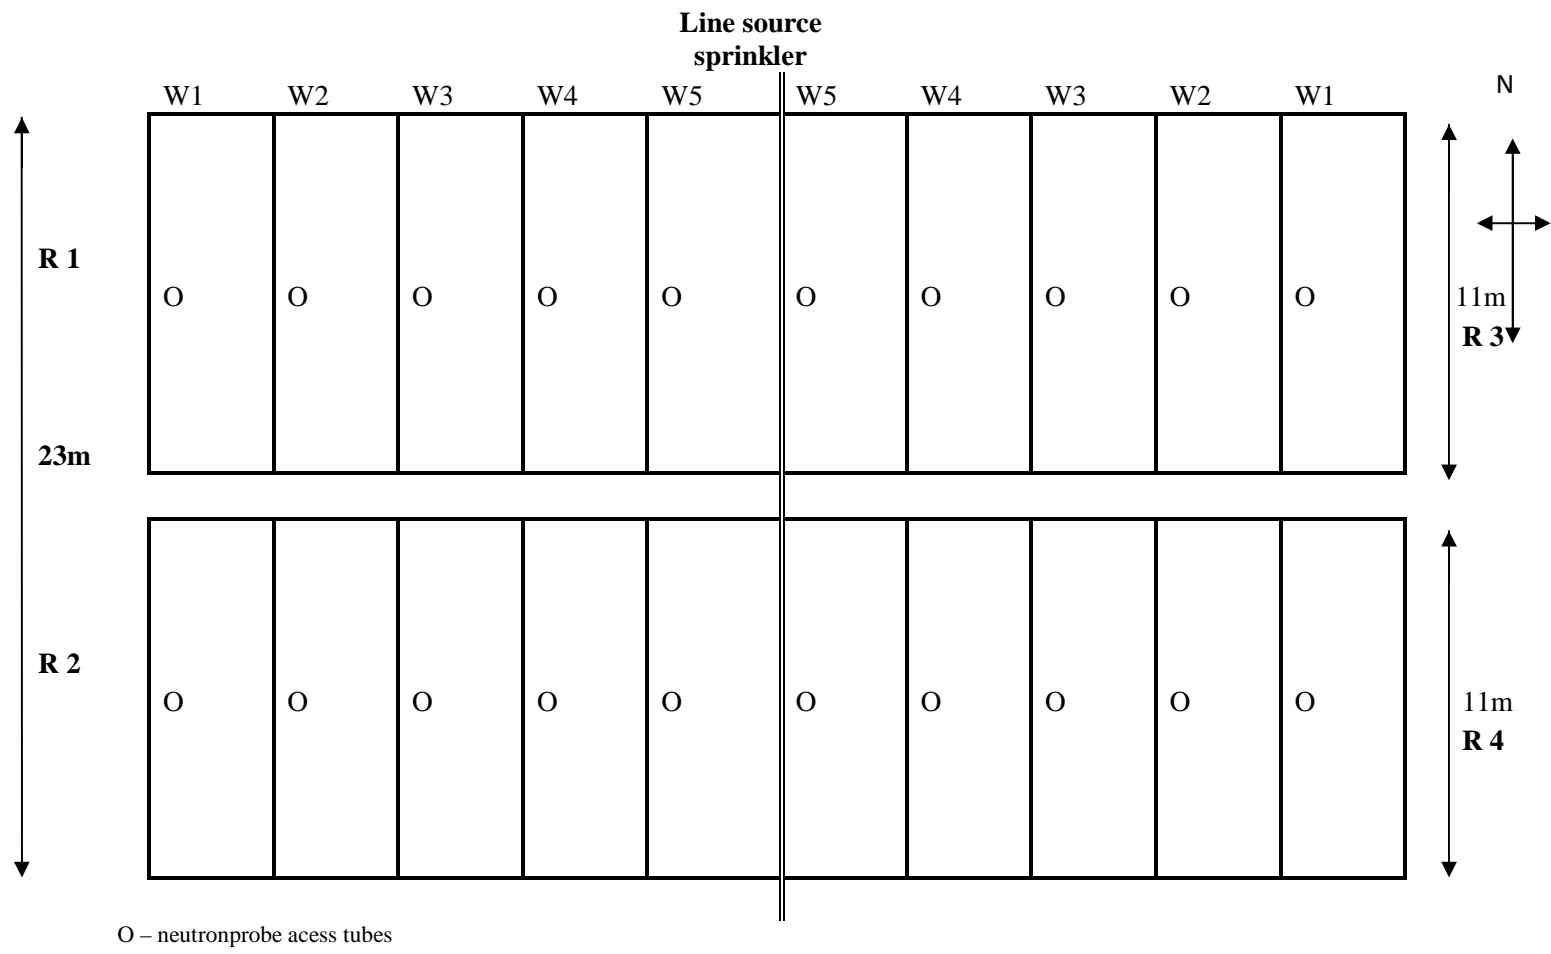 Line source
sprinkler
W1 W2 W3 W4 W5 W5 W4 W3 W2 W1
N
R 1
O O O O O O O O O O
11m
R 3
23m
R 2
O O O O O O O O O O
11m
R 4
O – neutronprobe acess tubes